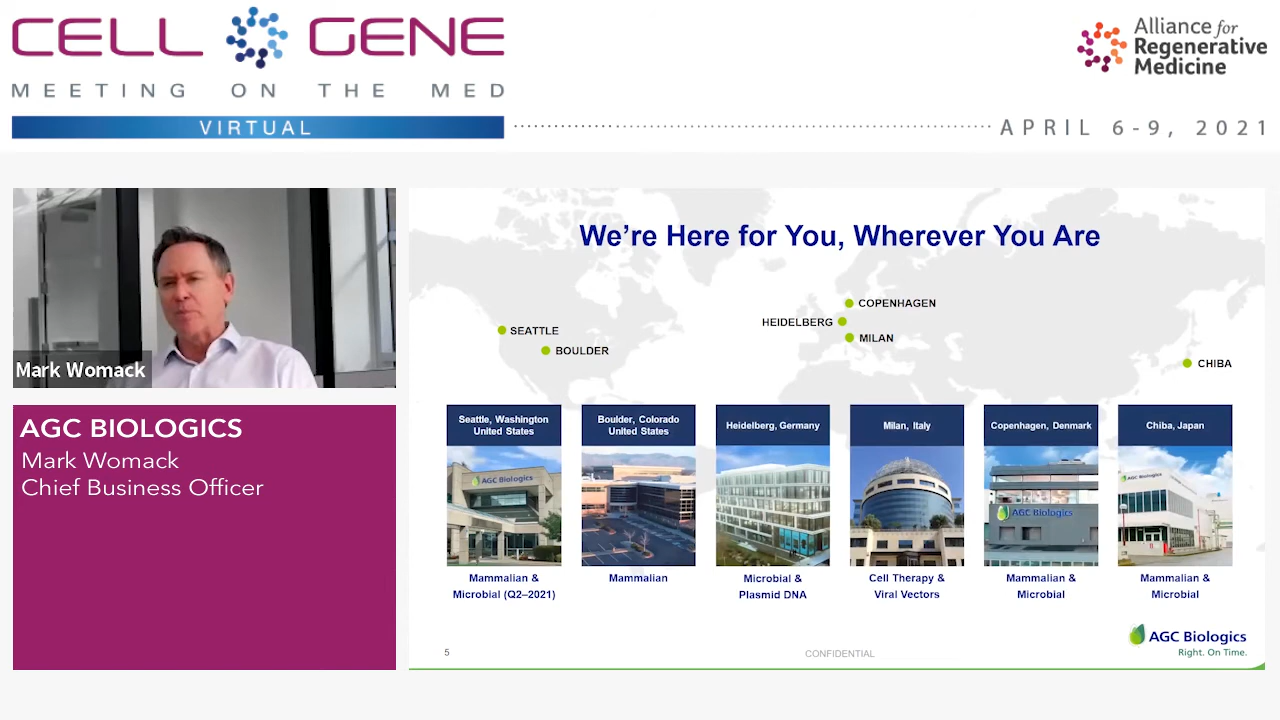 CELL GENE
MEETING ON THE MED
VIRTUAL
Alliance for
Regenerative
Medicine
APRIL 6-9, 2021
Mark Womack
AGC BIOLOGICS
Mark Womack
Chief Business Officer
We're Here for You, Wherever You Are
COPENHAGEN
HEIDELBERG
SEATTLE
MILAN
BOULDER
CHIBA
Seattle, Washington
United States
Boulder, Colorado
United States
Heidelberg, Germany
Milan, Italy
Copenhagen, Denmark
Chiba, Japan
AGC Biologics
AGC Biologics
AGC Biologics
Mammalian &
Microbial (Q2–2021)
Mammalian
Microbial &
Plasmid DNA
Cell Therapy &
Viral Vectors
Mammalian &
Microbial
Mammalian &
Microbial
AGC Biologics
Right. On Time.
5
CONFIDENTIAL